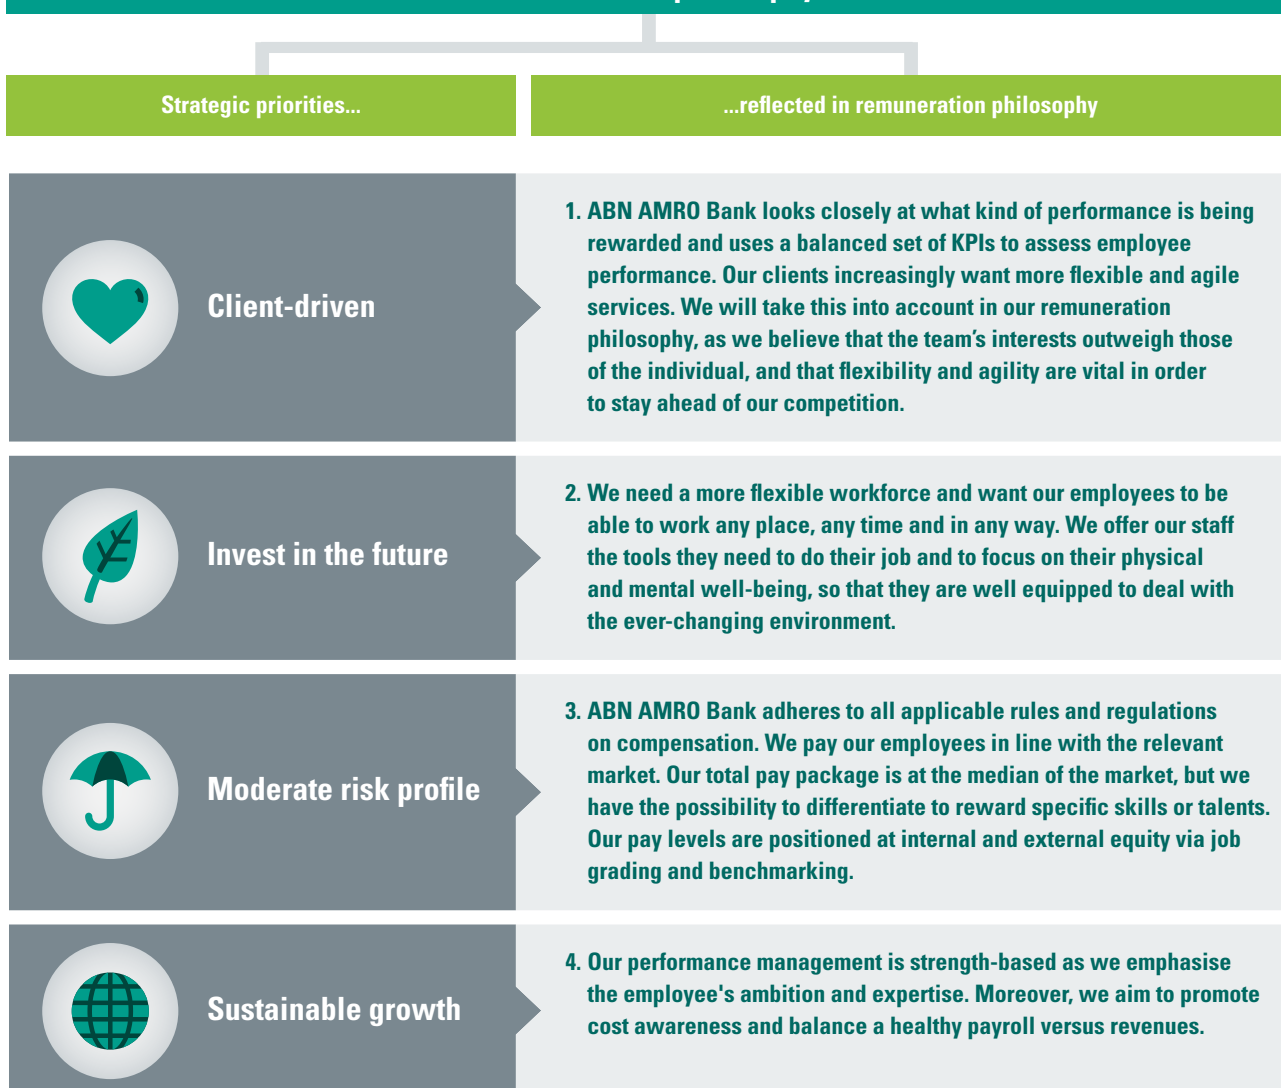 Strategic priorities...
...reflected in remuneration philosophy
Client-driven
1. ABN AMRO Bank looks closely at what kind of performance is being
rewarded and uses a balanced set of KPIs to assess employee
performance. Our clients increasingly want more flexible and agile
services. We will take this into account in our remuneration
philosophy, as we believe that the team’s interests outweigh those
of the individual, and that flexibility and agility are vital in order
to stay ahead of our competition.
Invest in the future
2. We need a more flexible workforce and want our employees to be
able to work any place, any time and in any way. We offer our staff
the tools they need to do their job and to focus on their physical
and mental well-being, so that they are well equipped to deal with
the ever-changing environment.
Moderate risk profile
3. ABN AMRO Bank adheres to all applicable rules and regulations
on compensation. We pay our employees in line with the relevant
market. Our total pay package is at the median of the market, but we
have the possibility to differentiate to reward specific skills or talents.
Our pay levels are positioned at internal and external equity via job
grading and benchmarking.
Sustainable growth
4. Our performance management is strength-based as we emphasise
the employee's ambition and expertise. Moreover, we aim to promote
cost awareness and balance a healthy payroll versus revenues.